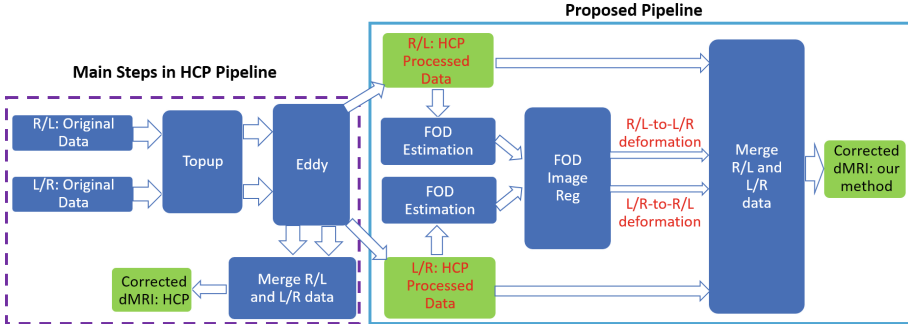 Proposed Pipeline
Main Steps in HCP Pipeline
R/L: Original
Data
L/R: Original
Data
Topup
Eddy
Merge R/L
and L/R data
Corrected
dMRI: HCP
R/L: HCP
Processed
Data
FOD
Estimation
FOD
Estimation
L/R: HCP
Processed
Data
FOD
Image
Reg
R/L-to-L/R
deformation
L/R-to-R/L
deformation
Merge
R/L and
L/R
data
Corrected
dMRI: our
method